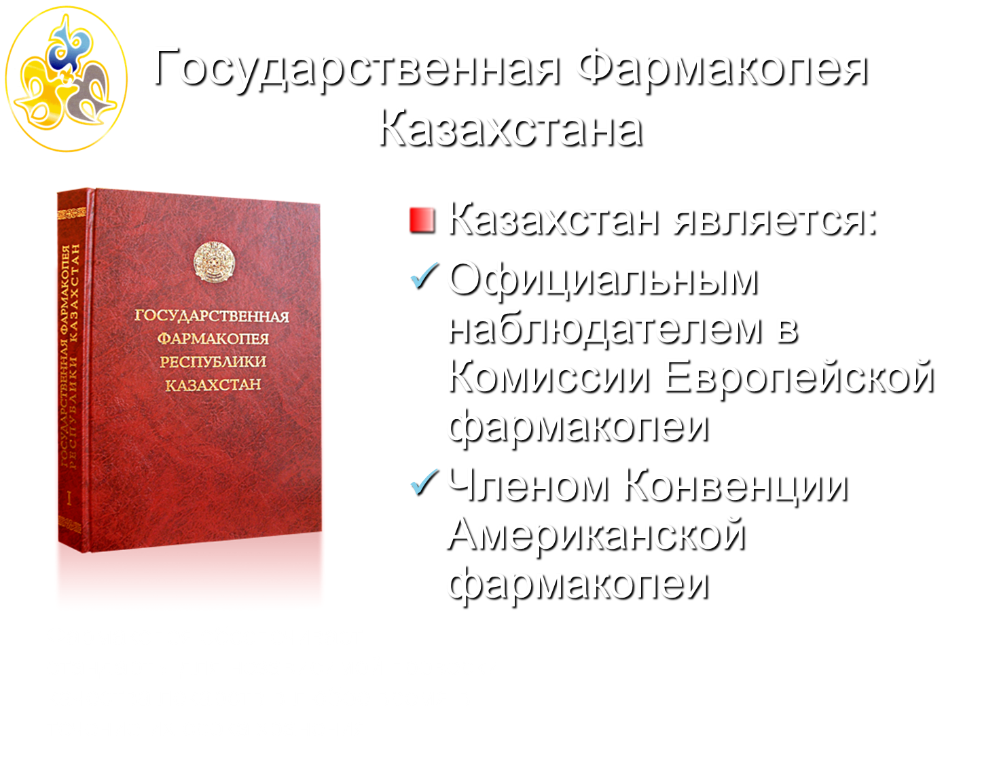 Государственная Фармакопея
Казахстана
ГОСУДАРСТВЕННАЯ
ФАРМАКОПЕЯ
РЕСПУБЛИКИ
КАЗАХСТАН
ГОСУДАРСТВЕННАЯ ФАРМАКОПЕЯ
РЕСПУБЛИКИ КАЗАХСТАН
I
Казахстан является:
Официальным
наблюдателем в
Комиссии Европейской
фармакопеи
Членом Конвенции
Американской
фармакопеи